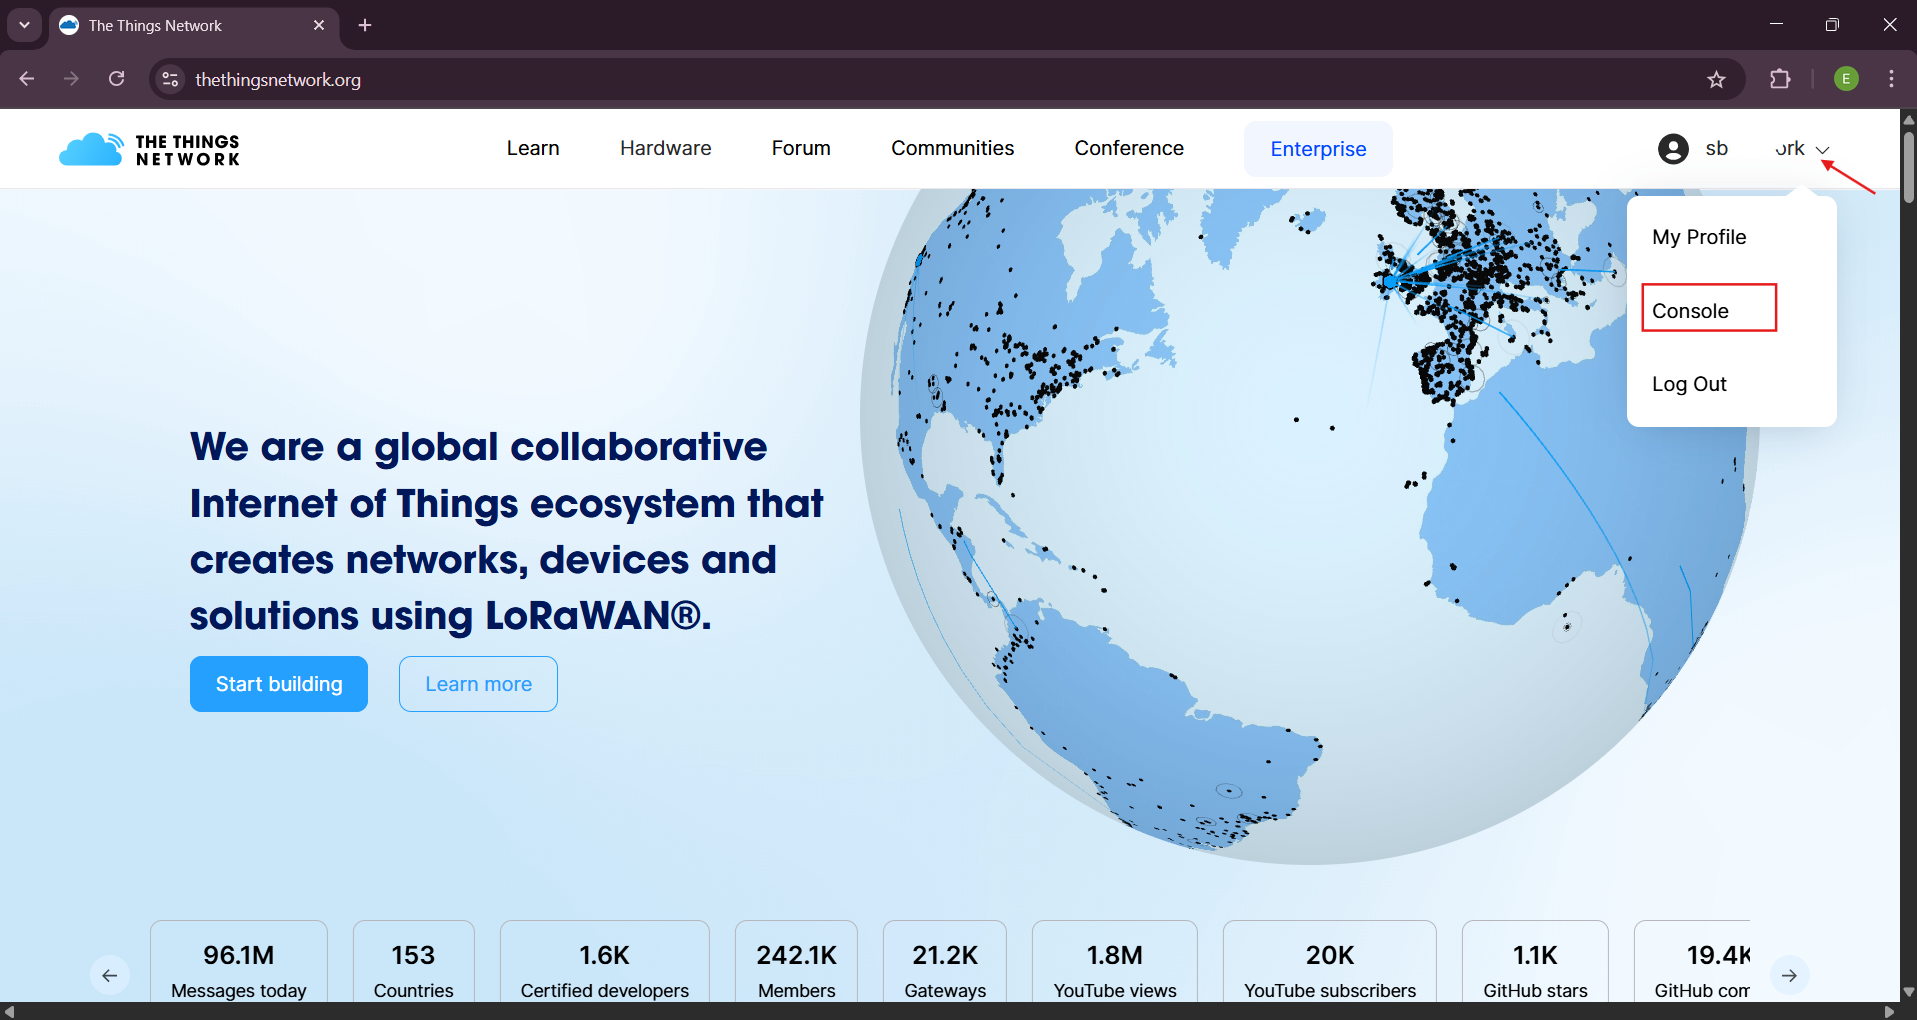 The Things Network
thethingsnetwork.org
E
THE THINGS
NETWORK
Learn
Hardware
Forum
Communities
Conference
Enterprise
sb
My Profile
Console
Log Out
We are a global collaborative
Internet of Things ecosystem that
creates networks, devices and
solutions using LoRaWAN®.
Start building
Learn more
96.1M
Messages today
153
Countries
1.6K
Certified developers
242.1K
Members
21.2K
Gateways
1.8M
YouTube views
20K
YouTube subscribers
1.1K
GitHub stars
19.4K
GitHub com